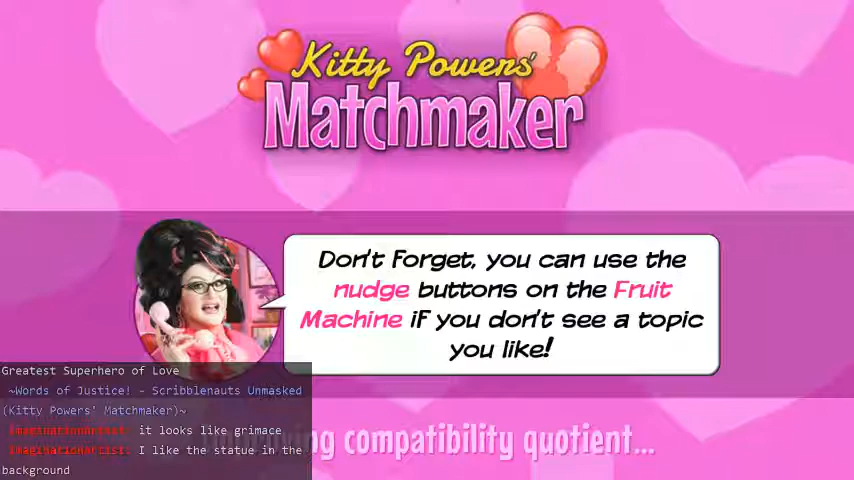 Kitty Powers'
Matchmaker
Don't Forget, you can use the
nudge buttons on the Fruit
Machine if you don't see a topic
you like!
Greatest Superhero of Love
~Words of Justice! - Scribblenauts Unmasked
(Kitty Powers' Matchmaker)~
ImaginationArtist: it looks like grimace
ImaginationArtist: I like the statue in the
background
compatibility quotient...